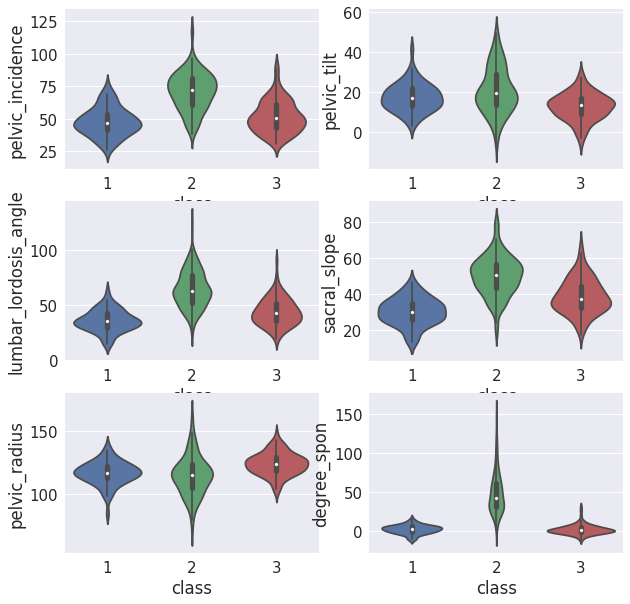 pelvic_incidence
125
100
75
50
25
1 2 3
class
pelvic_tilt
60
40
20
0
1 2 3
class
lumbar_lordosis_angle
100
50
0
1 2 3
class
sacral_slope
80
60
40
20
1 2 3
class
pelvic_radius
150
100
1 2 3
class
degree_spon
150
100
50
0
1 2 3
class